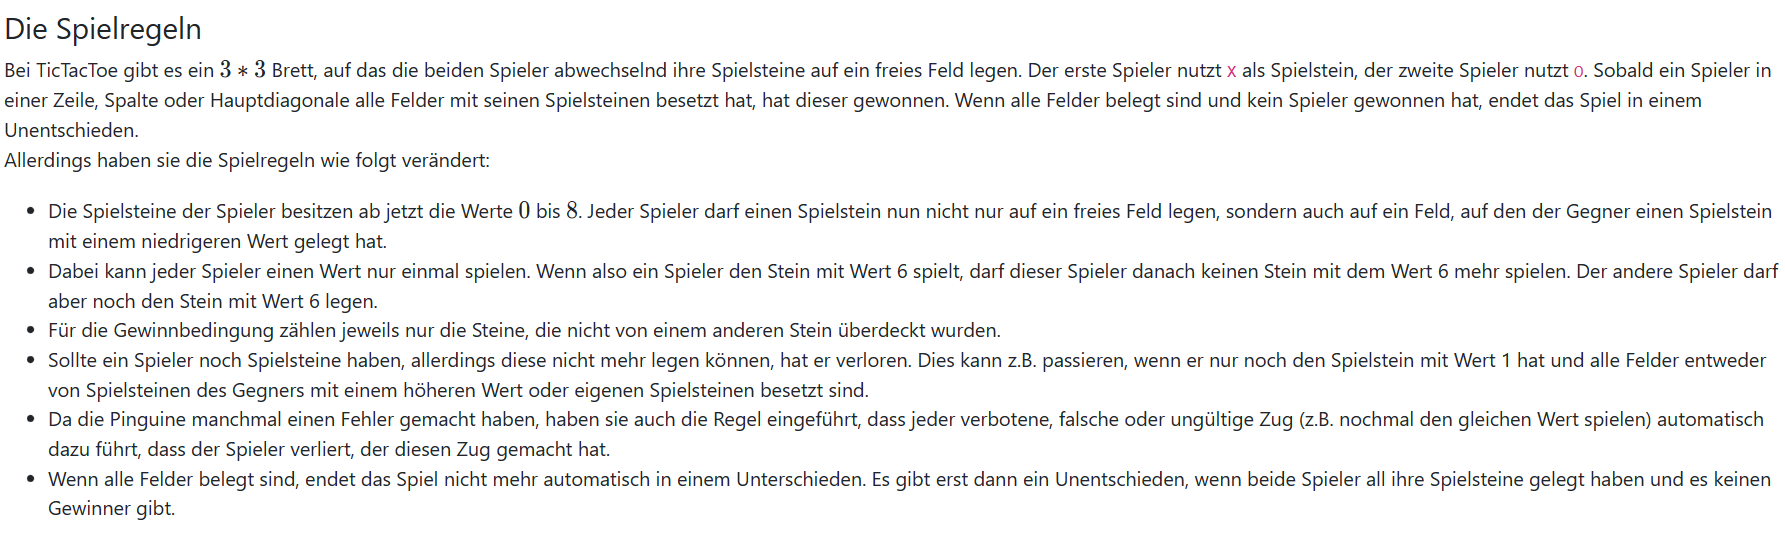 Die Spielregeln
Bei TicTacToe gibt es ein 3 ∗ 3 Brett, auf das die beiden Spieler abwechselnd ihre Spielsteine auf ein freies Feld legen. Der erste Spieler nutzt x als Spielstein, der zweite Spieler nutzt o. Sobald ein Spieler in
einer Zeile, Spalte oder Hauptdiagonale alle Felder mit seinen Spielsteinen besetzt hat, hat dieser gewonnen. Wenn alle Felder belegt sind und kein Spieler gewonnen hat, endet das Spiel in einem
Unentschieden.
Allerdings haben sie die Spielregeln wie folgt verändert:
• Die Spielsteine der Spieler besitzen ab jetzt die Werte 0 bis 8. Jeder Spieler darf einen Spielstein nun nicht nur auf ein freies Feld legen, sondern auch auf ein Feld, auf den der Gegner einen Spielstein
mit einem niedrigeren Wert gelegt hat.
• Dabei kann jeder Spieler einen Wert nur einmal spielen. Wenn also ein Spieler den Stein mit Wert 6 spielt, darf dieser Spieler danach keinen Stein mit dem Wert 6 mehr spielen. Der andere Spieler darf
aber noch den Stein mit Wert 6 legen.
• Für die Gewinnbedingung zählen jeweils nur die Steine, die nicht von einem anderen Stein überdeckt wurden.
• Sollte ein Spieler noch Spielsteine haben, allerdings diese nicht mehr legen können, hat er verloren. Dies kann z.B. passieren, wenn er nur noch den Spielstein mit Wert 1 hat und alle Felder entweder
von Spielsteinen des Gegners mit einem höheren Wert oder eigenen Spielsteinen besetzt sind.
• Da die Pinguine manchmal einen Fehler gemacht haben, haben sie auch die Regel eingeführt, dass jeder verbotene, falsche oder ungültige Zug (z.B. nochmal den gleichen Wert spielen) automatisch
dazu führt, dass der Spieler verliert, der diesen Zug gemacht hat.
• Wenn alle Felder belegt sind, endet das Spiel nicht mehr automatisch in einem Unterschieden. Es gibt erst dann ein Unentschieden, wenn beide Spieler all ihre Spielsteine gelegt haben und es keinen
Gewinner gibt.